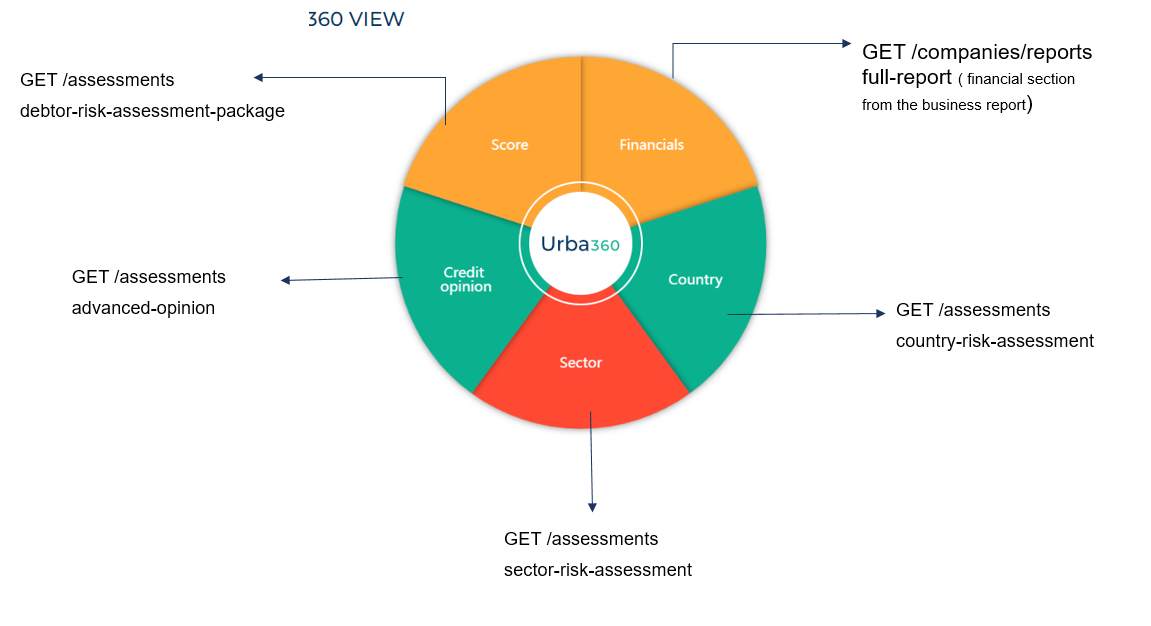 360 VIEW
GET /assessments
debtor-risk-assessment-package
GET /companies/reports
full-report ( financial section
from the business report)
Score
Financials
Urba360
Credit
opinion
Country
Sector
GET /assessments
advanced-opinion
GET /assessments
country-risk-assessment
GET /assessments
sector-risk-assessment